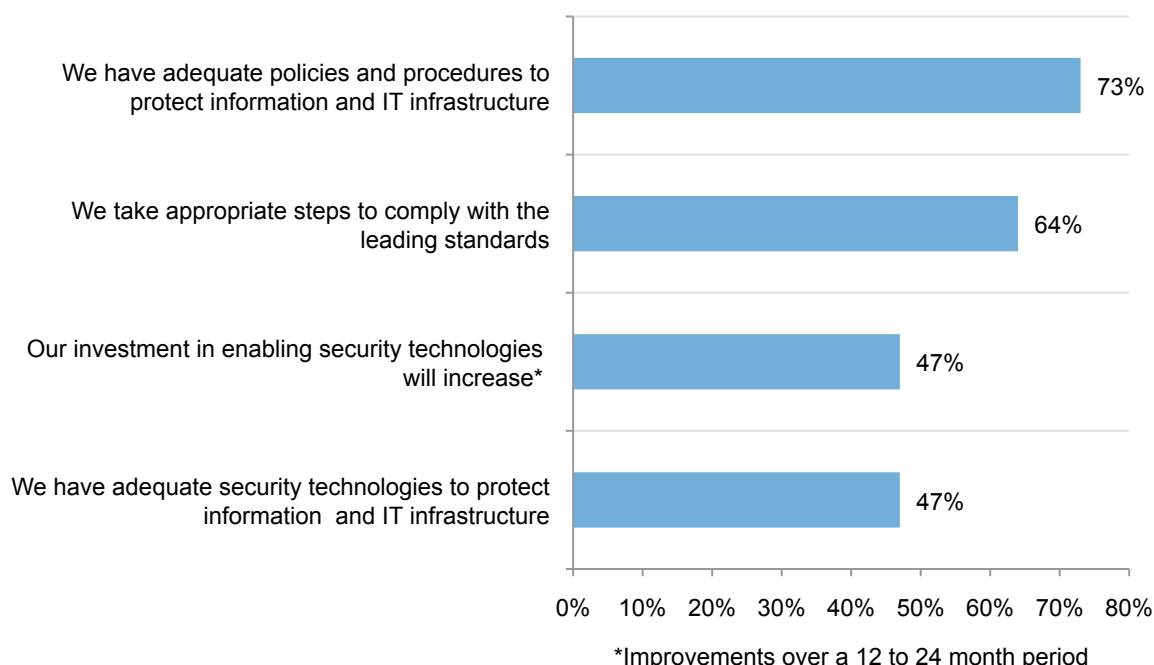 We have adequate policies and procedures to
protect information and IT infrastructure
73%
We take appropriate steps to comply with the
leading standards
64%
Our investment in enabling security technologies
will increase*
47%
We have adequate security technologies to protect
information  and IT infrastructure
47%
0% 10% 20% 30% 40% 50% 60% 70% 80%
*Improvements over a 12 to 24 month period